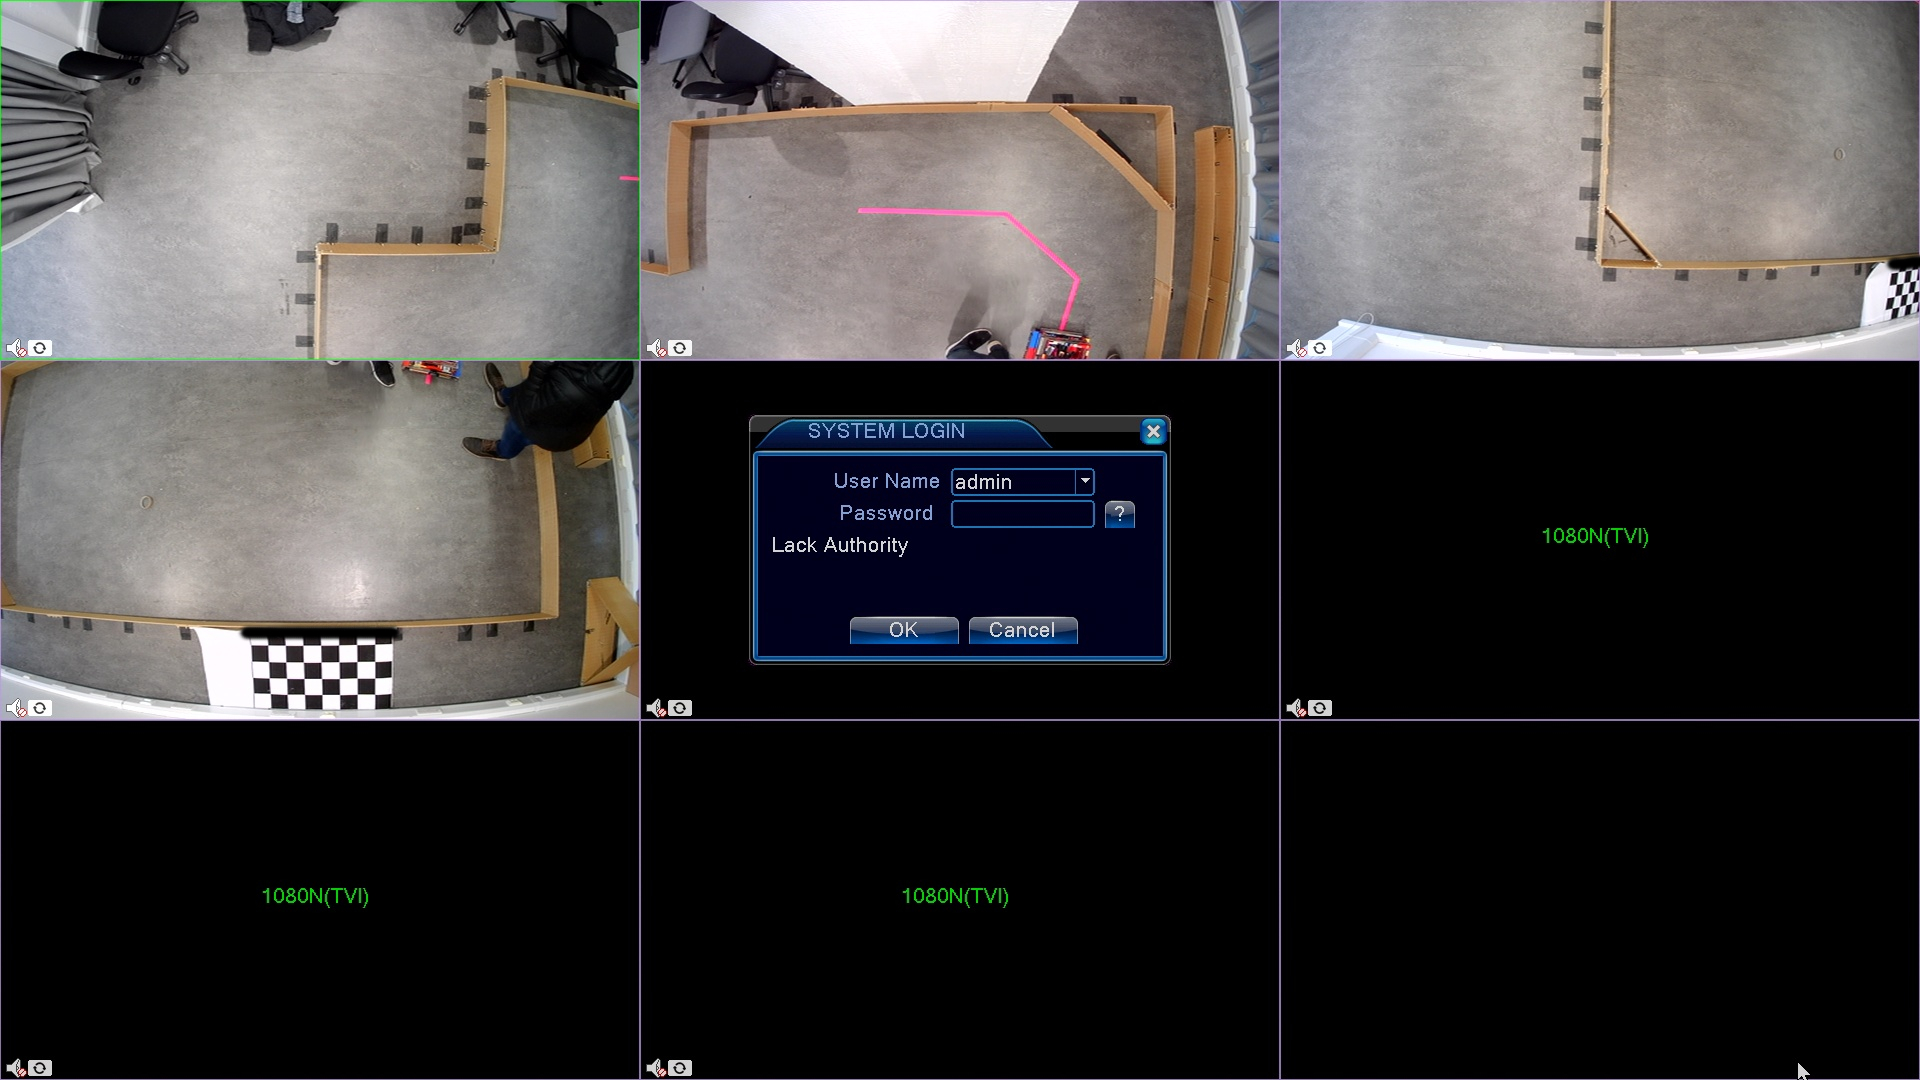 SYSTEM LOGIN
User Name admin
Password ?
Lack Authority
OK Cancel
1080N(TVI)
1080N(TVI)
1080N(TVI)